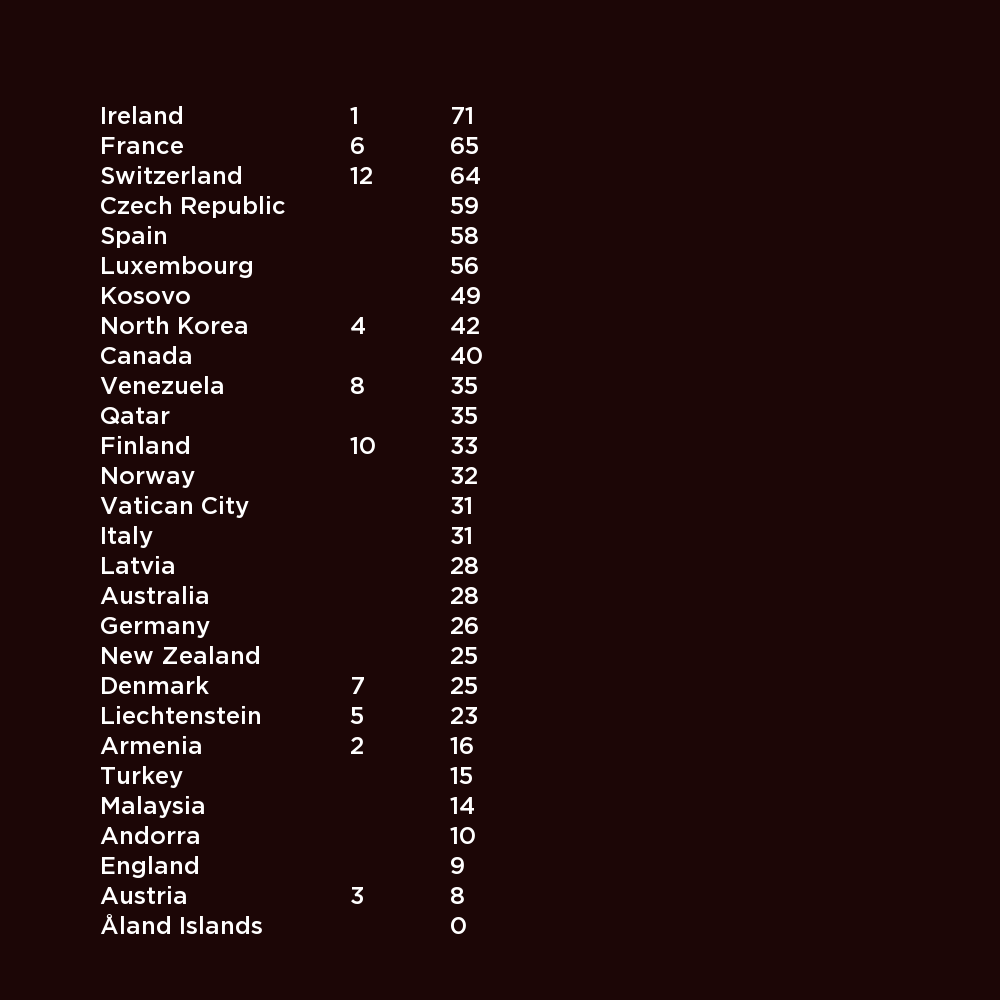 Ireland 1 71
France 6 65
Switzerland 12 64
Czech Republic 59
Spain 58
Luxembourg 56
Kosovo 49
North Korea 4 42
Canada 40
Venezuela 8 35
Qatar 35
Finland 10 33
Norway 32
Vatican City 31
Italy 31
Latvia 28
Australia 28
Germany 26
New Zealand 25
Denmark 7 25
Liechtenstein 5 23
Armenia 2 16
Turkey 15
Malaysia 14
Andorra 10
England 9
Austria 3 8
Åland Islands 0